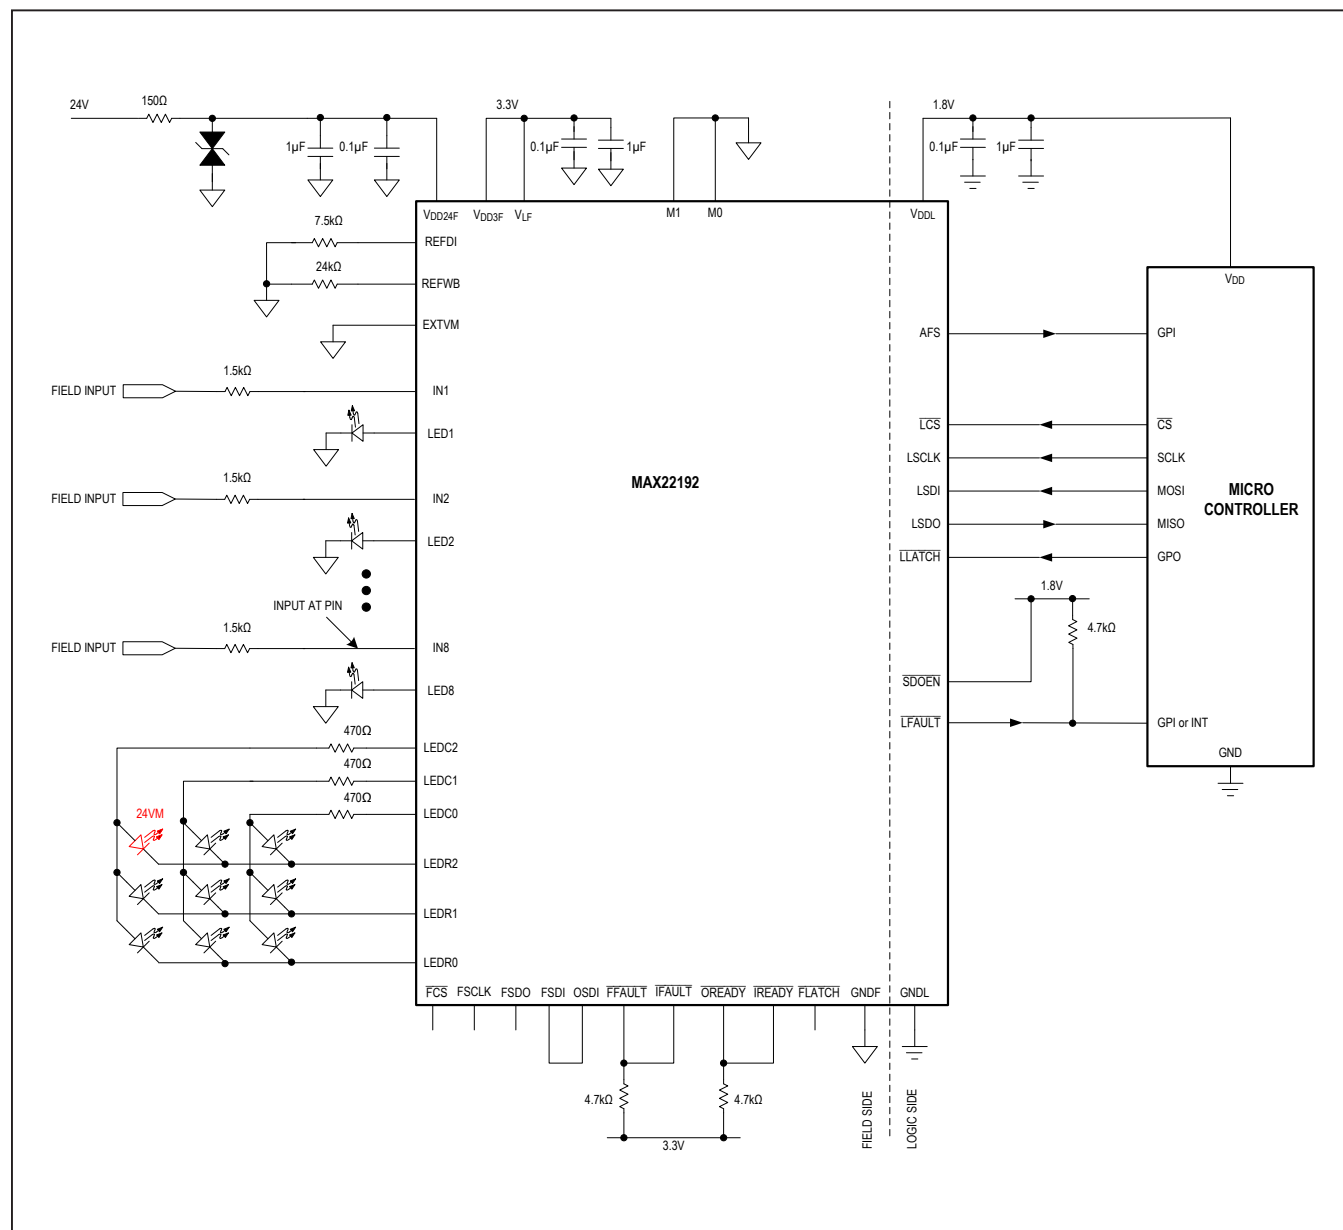 24V
150Ω
3.3V
1.8V
1µF
0.1µF
0.1µF
1µF
0.1µF
1µF
VDD24F
VDD3F
VLF
M1
M0
VDDL
7.5kΩ
REFDI
24kΩ
REFWB
VDD
EXTVM
AFS
GPI
1.5kΩ
FIELD INPUT
IN1
LCS
CS
LED1
LSCLK
SCLK
1.5kΩ
MAX22192
LSDI
MOSI
MICRO
CONTROLLER
FIELD INPUT
IN2
LSDO
MISO
LED2
LLATCH
GPO
1.8V
INPUT AT PIN
1.5kΩ
4.7kΩ
FIELD INPUT
IN8
SDOEN
LED8
LFAULT
GPI or INT
470Ω
LEDC2
GND
470Ω
LEDC1
470Ω
24VM
LEDC0
LEDR2
LEDR1
LEDR0
FCS
FSCLK
FSDO
FSDI
OSDI
FFAULT
IFAULT
OREADY
IREADY
FLATCH
GNDF
GNDL
4.7kΩ
4.7kΩ
3.3V
FIELD SIDE
LOGIC SIDE